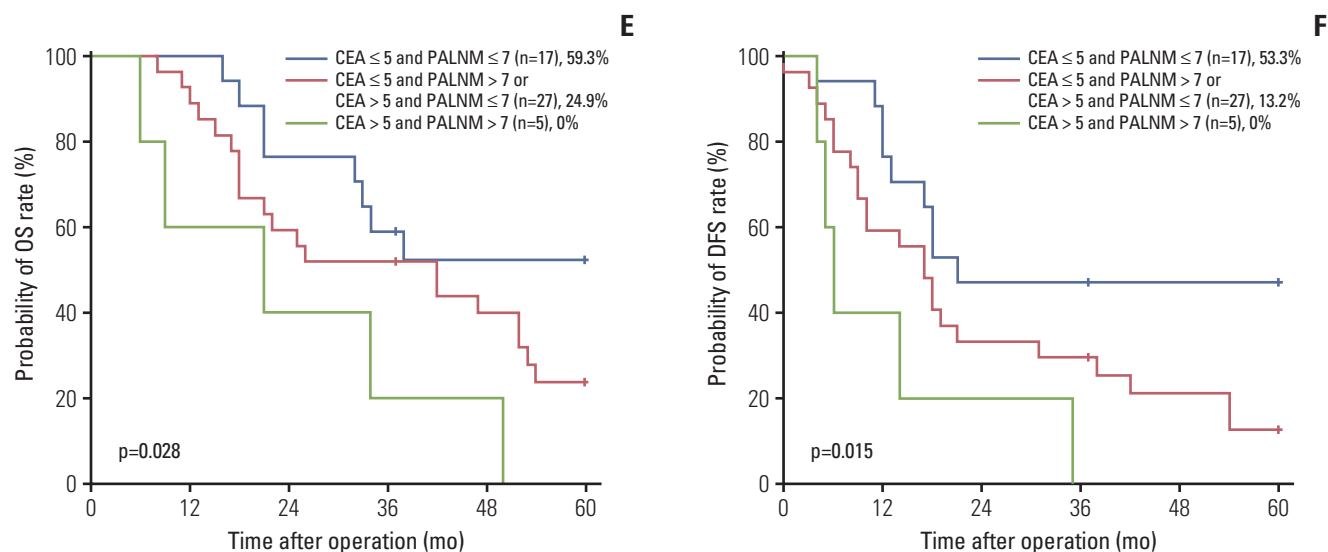 E
CEA ≤ 5 and PALNM ≤ 7 (n=17), 59.3%
CEA ≤ 5 and PALNM > 7 or
CEA > 5 and PALNM ≤ 7 (n=27), 24.9%
CEA > 5 and PALNM > 7 (n=5), 0%
Probability of OS rate (%)
100
80
60
40
20
0
p=0.028
0 12 24 36 48 60
Time after operation (mo)
F
CEA ≤ 5 and PALNM ≤ 7 (n=17), 53.3%
CEA ≤ 5 and PALNM > 7 or
CEA > 5 and PALNM ≤ 7 (n=27), 13.2%
CEA > 5 and PALNM > 7 (n=5), 0%
Probability of DFS rate (%)
100
80
60
40
20
0
p=0.015
0 12 24 36 48 60
Time after operation (mo)